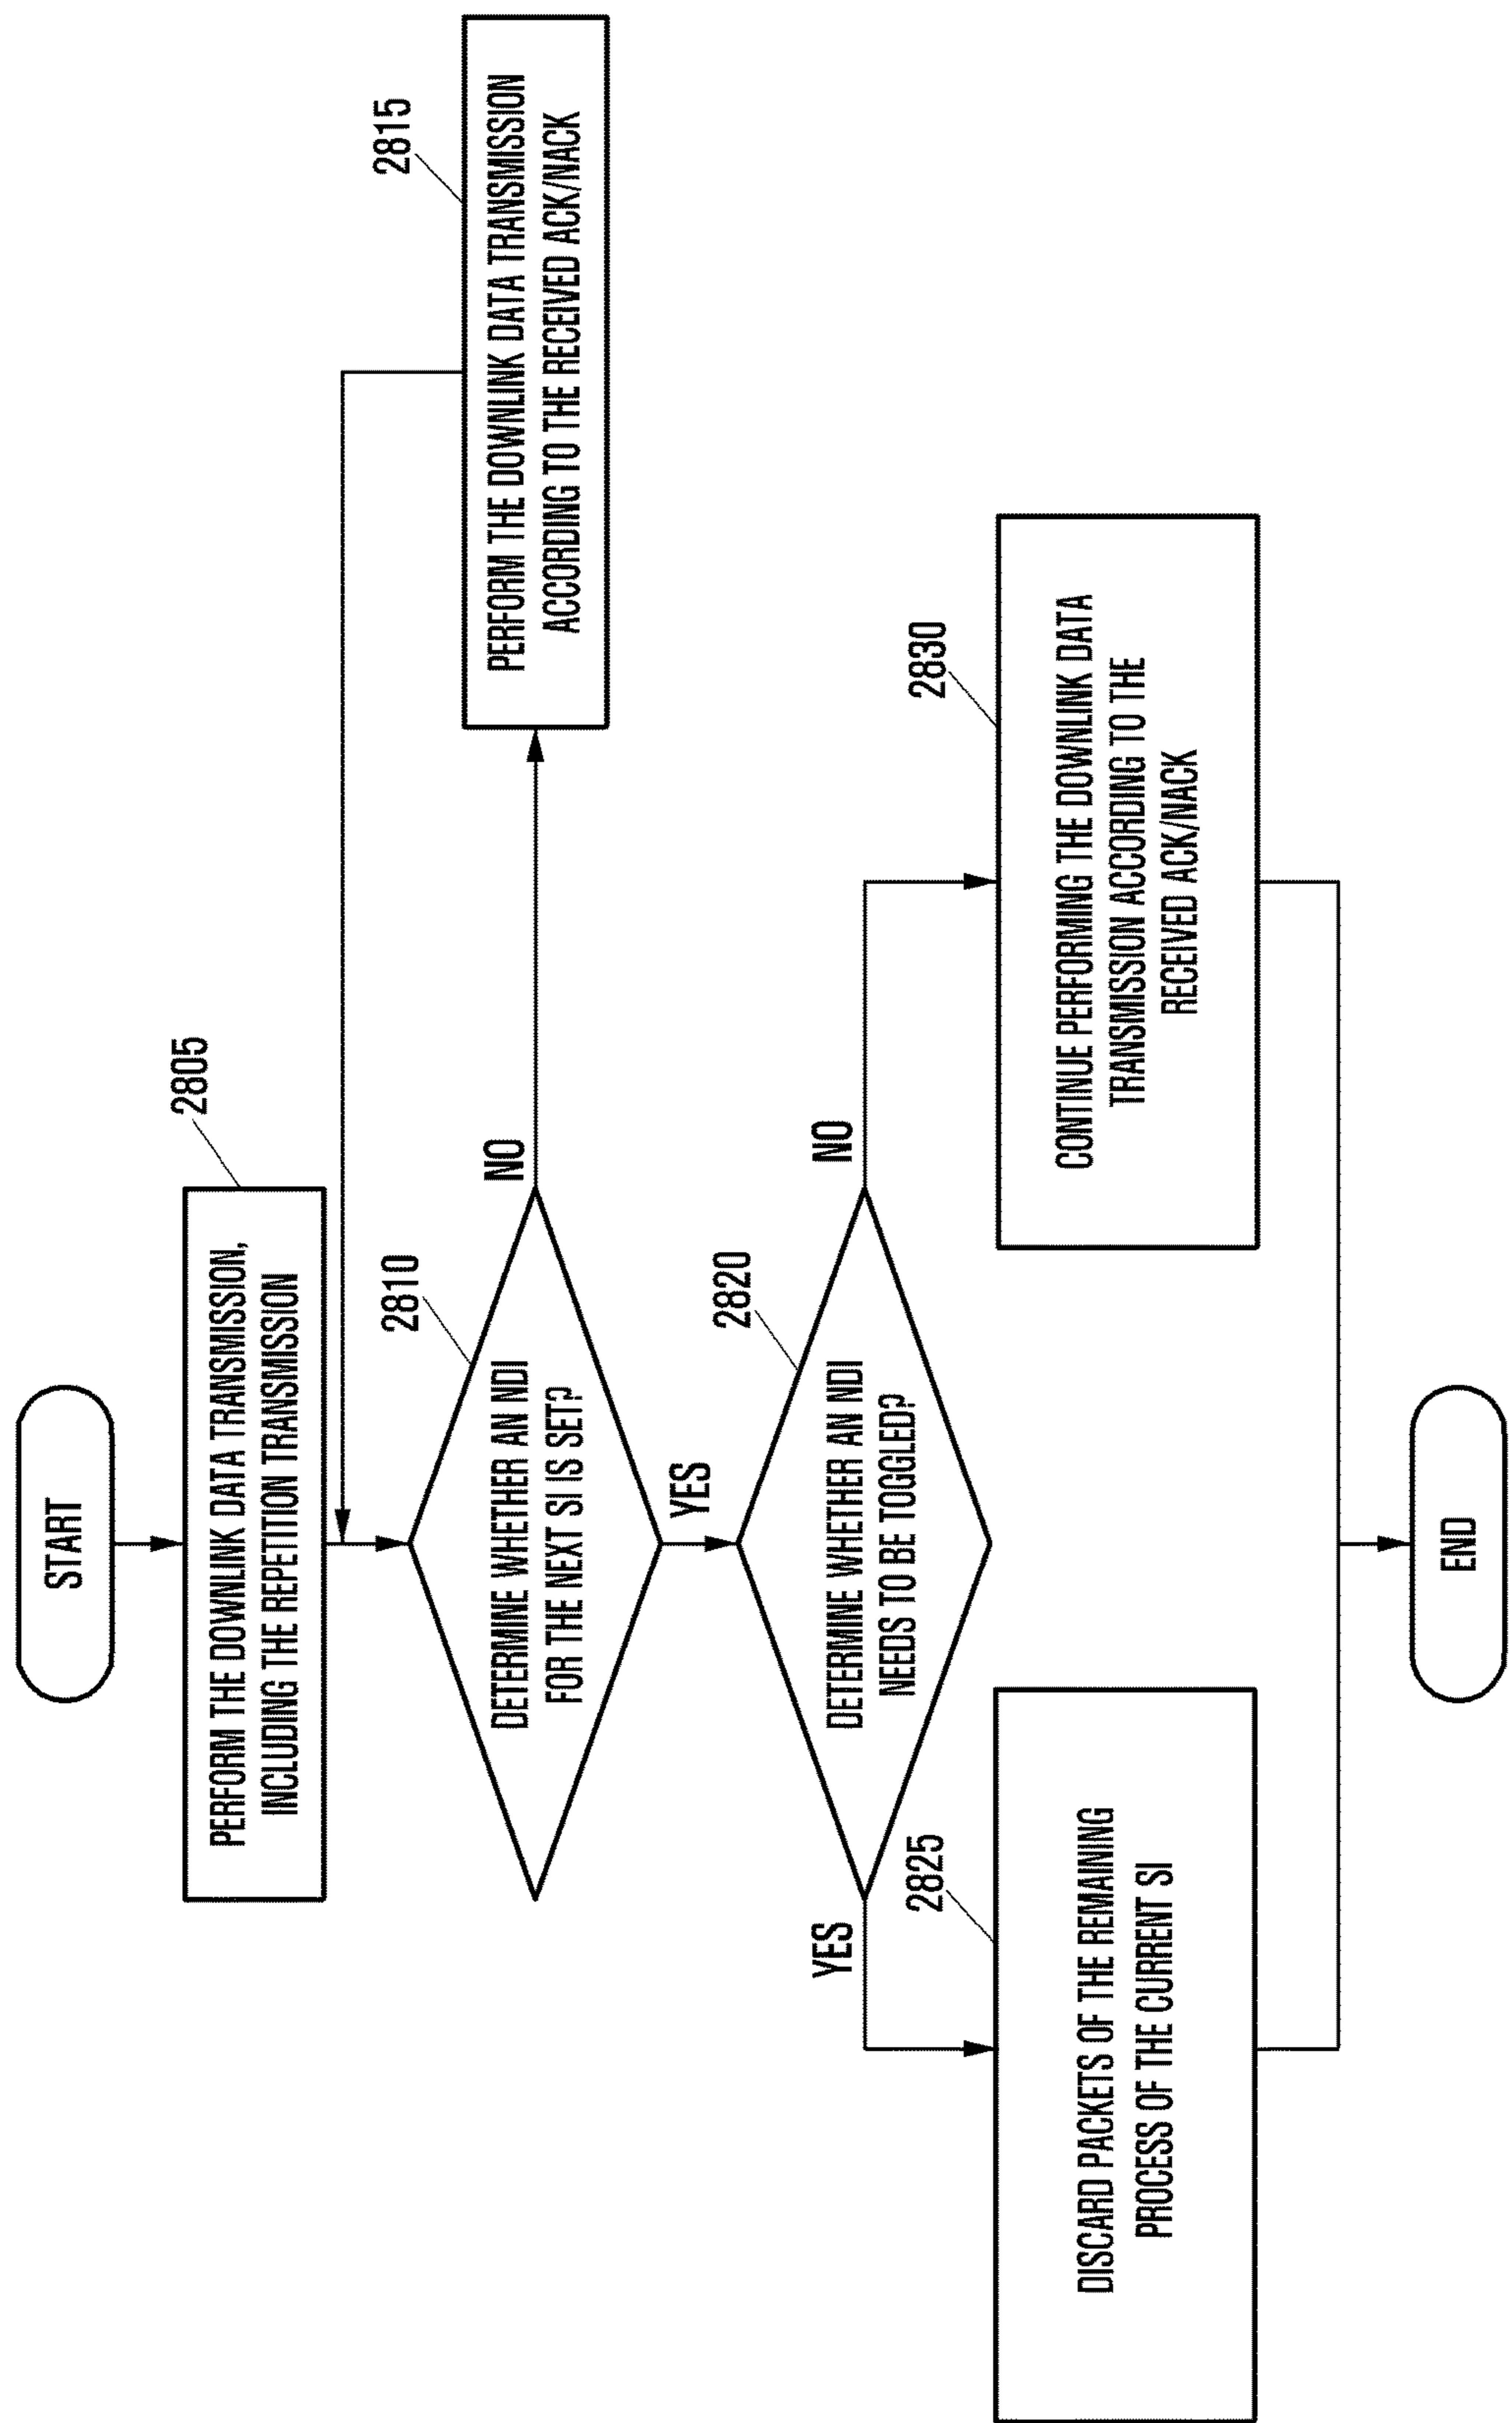 START
2805
PERFORM THE DOWNLINK DATA TRANSMISSION,
INCLUDING THE REPETITION TRANSMISSION
2810
DETERMINE WHETHER AN NDI
FOR THE NEXT SI IS SET?
NO
2815
PERFORM THE DOWNLINK DATA TRANSMISSION
ACCORDING TO THE RECEIVED ACK/NACK
YES
2820
DETERMINE WHETHER AN NDI
NEEDS TO BE TOGGLED?
YES
NO
2825
DISCARD PACKETS OF THE REMAINING
PROCESS OF THE CURRENT SI
2830
CONTINUE PERFORMING THE DOWNLINK DATA
TRANSMISSION ACCORDING TO THE
RECEIVED ACK/NACK
END